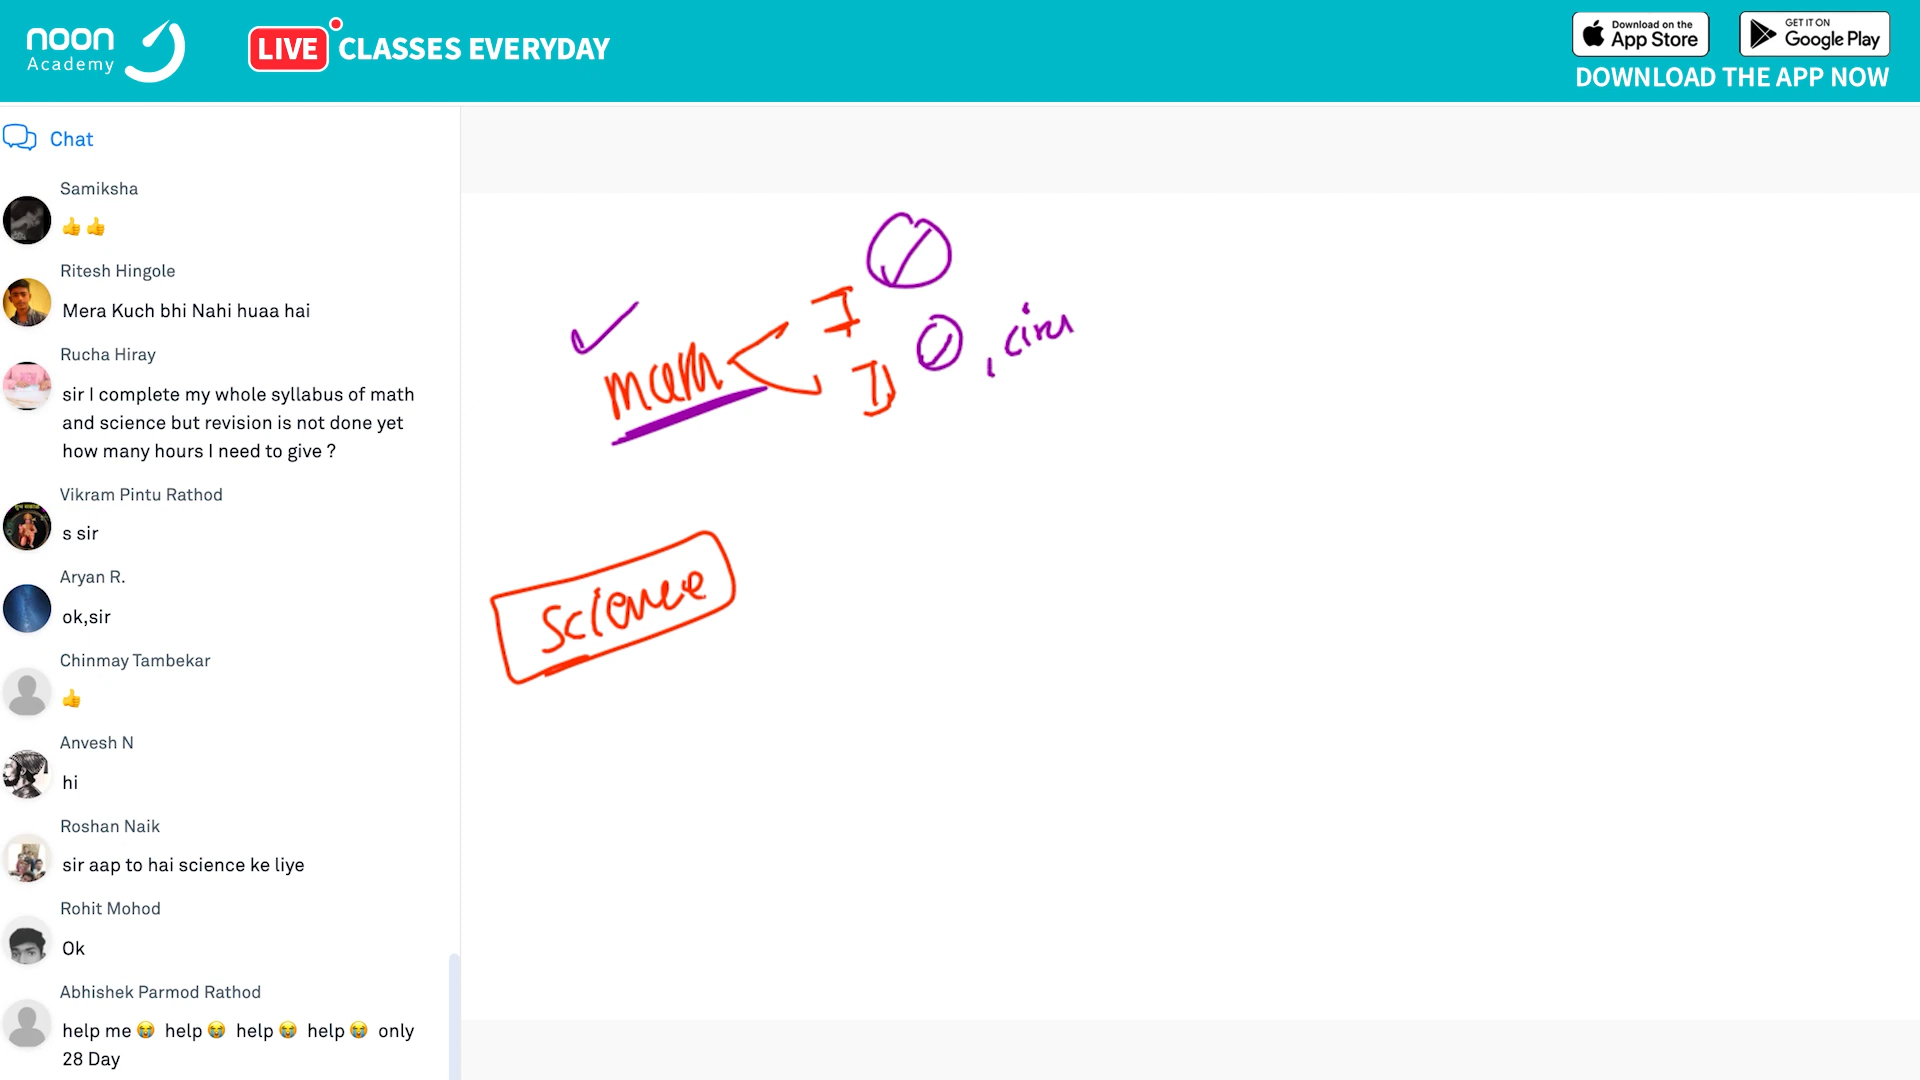 noon
Academy
LIVE CLASSES EVERYDAY
Download on the
App Store
GET IT ON
Google Play
DOWNLOAD THE APP NOW
Chat
Samiksha
👍 👍
Ritesh Hingole
Mera Kuch bhi Nahi huaa hai
Rucha Hiray
sir I complete my whole syllabus of math
and science but revision is not done yet
how many hours I need to give ?
Vikram Pintu Rathod
s sir
Aryan R.
ok,sir
Chinmay Tambekar
👍
Anvesh N
hi
Roshan Naik
sir aap to hai science ke liye
Rohit Mohod
Ok
Abhishek Parmod Rathod
help me 😭 help 😭 help 😭 help 😭 only
28 Day
I
math
II
Science